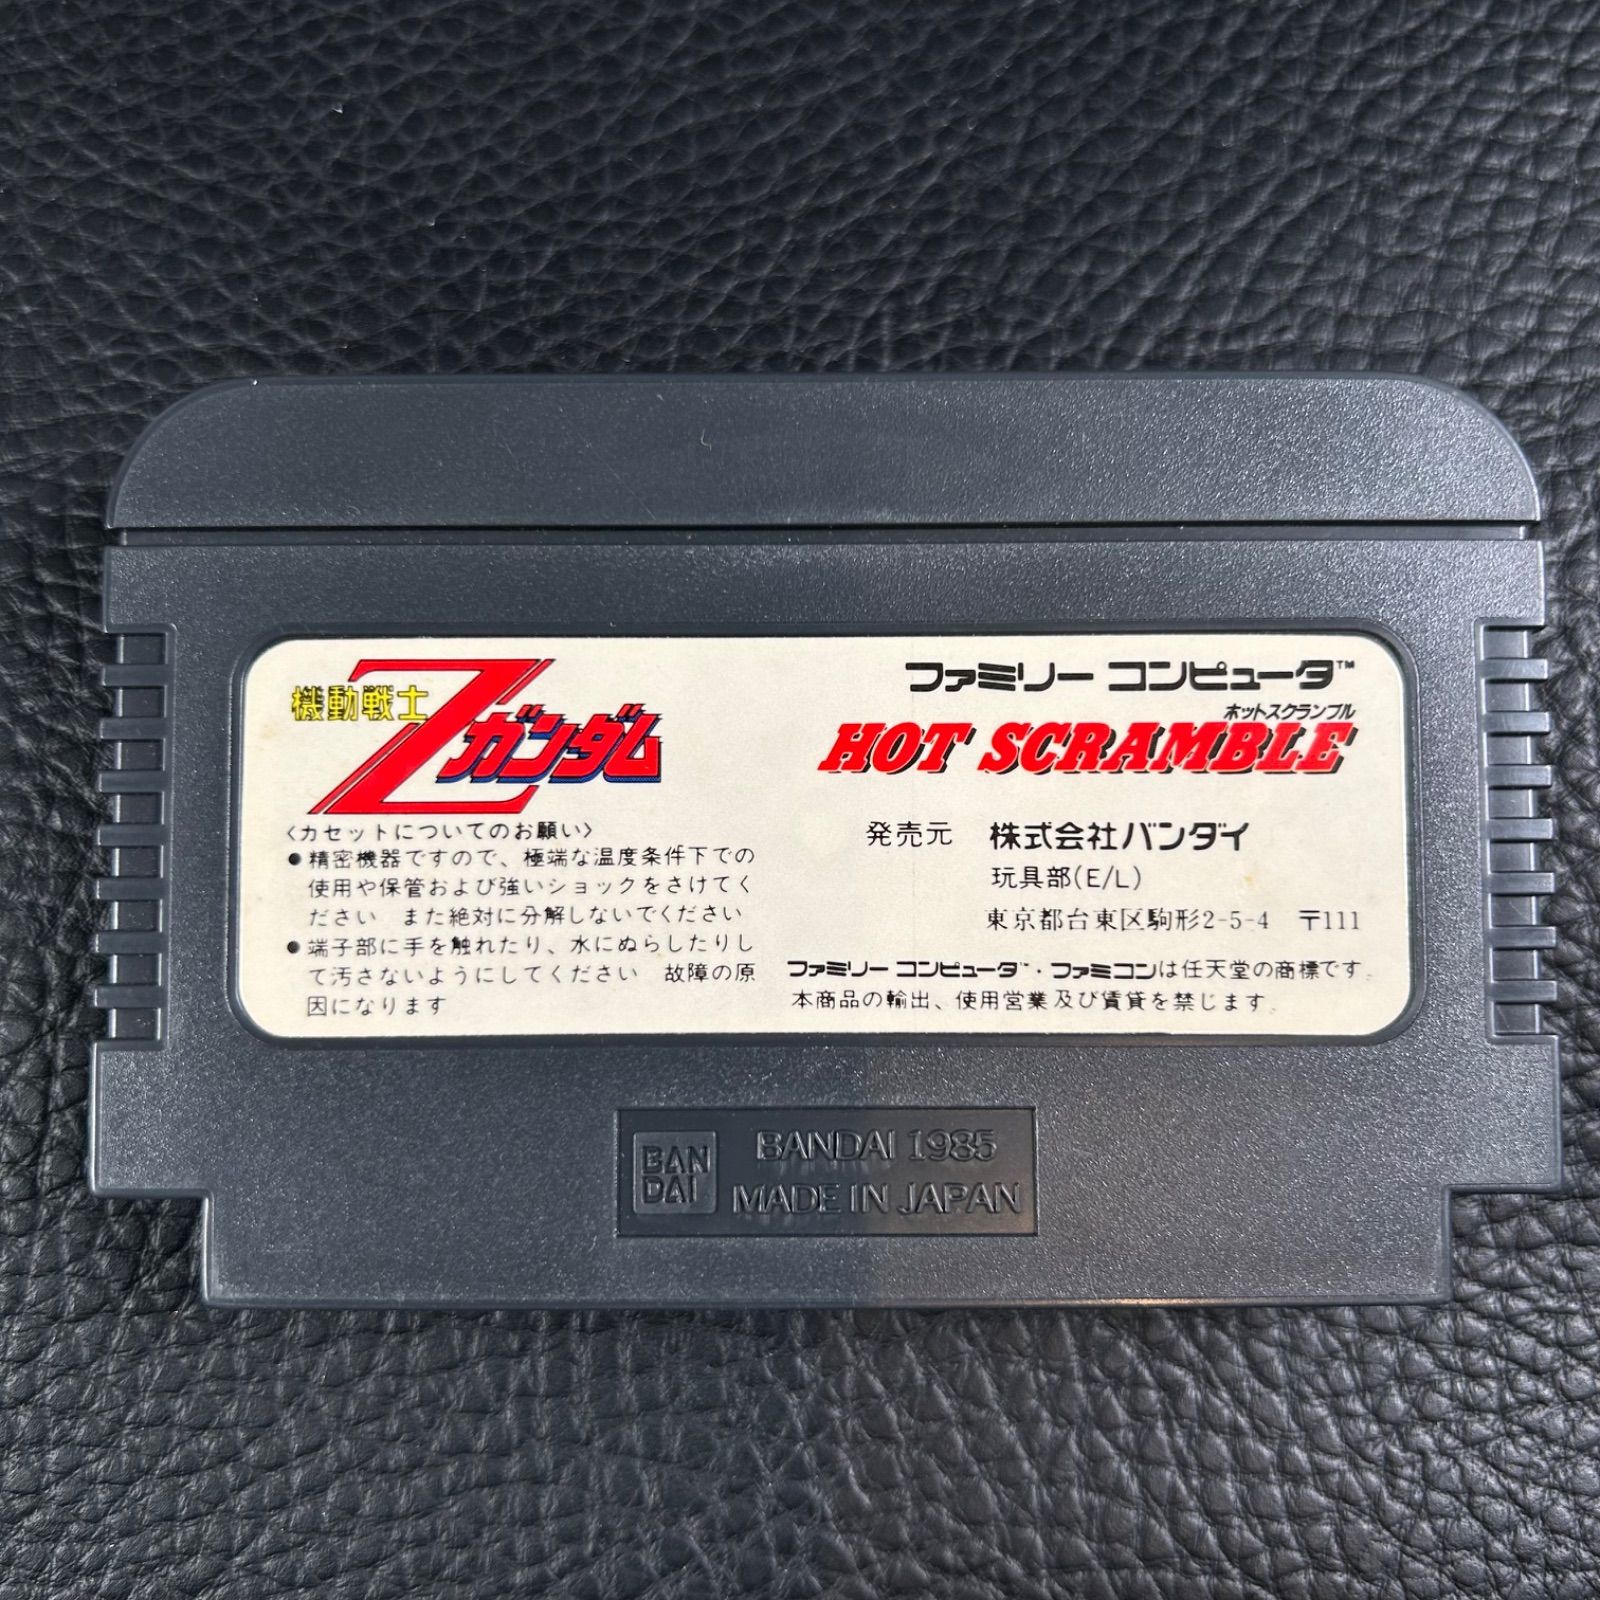 機動戦士Zガンダム
〈カセットについてのお願い〉
●精密機器ですので、極端な温度条件下での
使用や保管および強いショックをさけてく
ださい また絶対に分解しないでください
●端子部に手を触れたり、水にぬらしたりし
て汚さないようにしてください 故障の原
因になります
ファミリー コンピュータ™
ホットスクランブル
HOT SCRAMBLE
発売元 株式会社バンダイ
玩具部(E/L)
東京都台東区駒形2-5-4 〒111
ファミリー コンピュータ™・ファミコンは任天堂の商標です。
本商品の輸出、使用営業及び賃貸を禁じます。
BAN
DAI
BANDAI 1985
MADE IN JAPAN